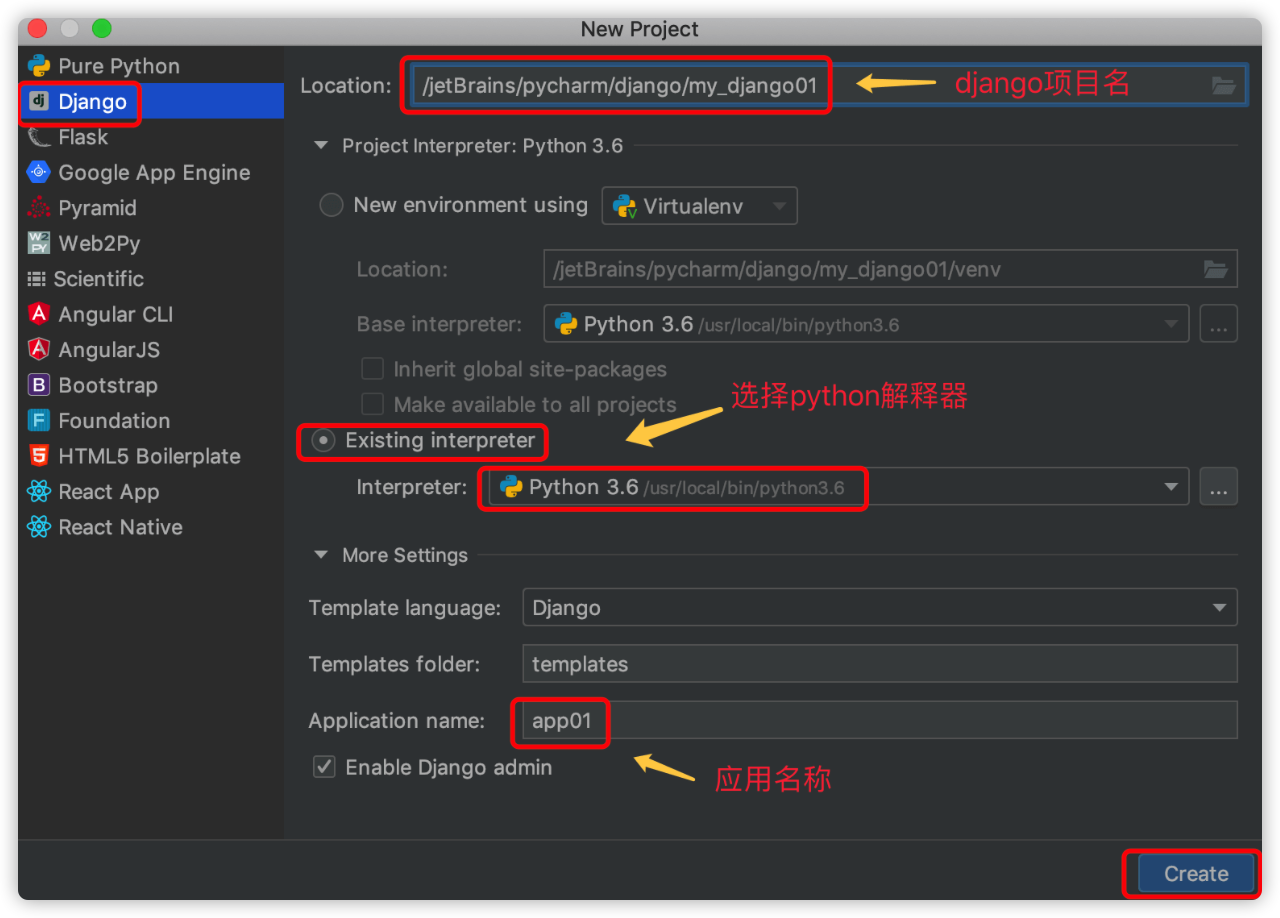 New Project
Pure Python
Django
Flask
Google App Engine
Pyramid
Web2Py
Scientific
Angular CLI
AngularJS
Bootstrap
Foundation
HTML5 Boilerplate
React App
React Native
Location: /jetBrains/pycharm/django/my_django01 django项目名
Project Interpreter: Python 3.6
New environment using Virtualenv
Location: /jetBrains/pycharm/django/my_django01/venv
Base interpreter: Python 3.6 /usr/local/bin/python3.6 ...
Inherit global site-packages
Make available to all projects
选择python解释器
Existing interpreter
Interpreter: Python 3.6 /usr/local/bin/python3.6 ...
More Settings
Template language: Django
Templates folder: templates
Application name: app01
Enable Django admin
应用名称
Create